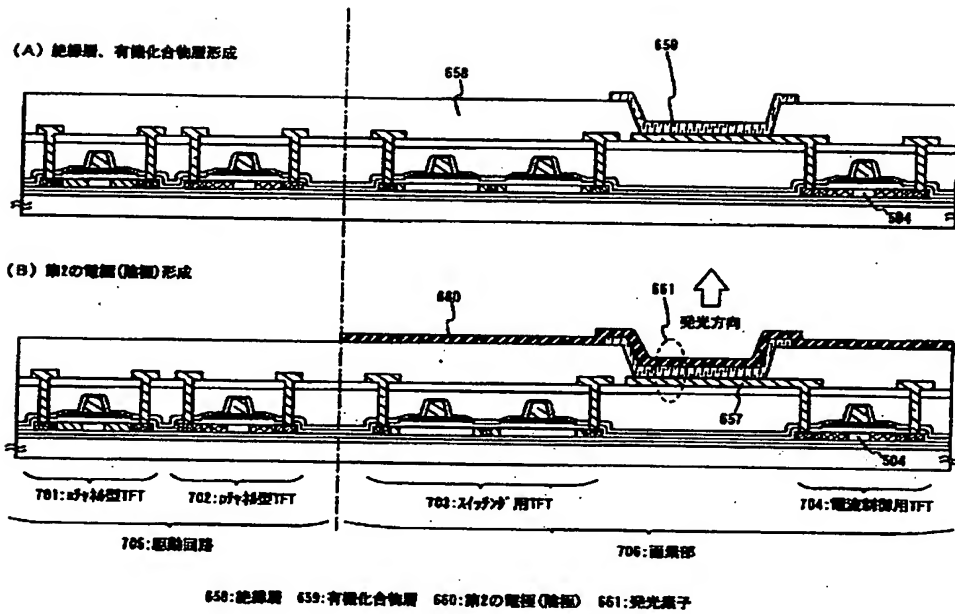 (A) 絶縁層、有機化合物層形成
658
659
504
(B) 第2の電極(陰極)形成
660
661
発光方向
657
504
701:nチャネル型TFT
702:pチャネル型TFT
703:スイッチング用TFT
704:電流制御用TFT
705:駆動回路
706:画素部
658:絶縁層 659:有機化合物層 660:第2の電極(陰極) 661:発光素子